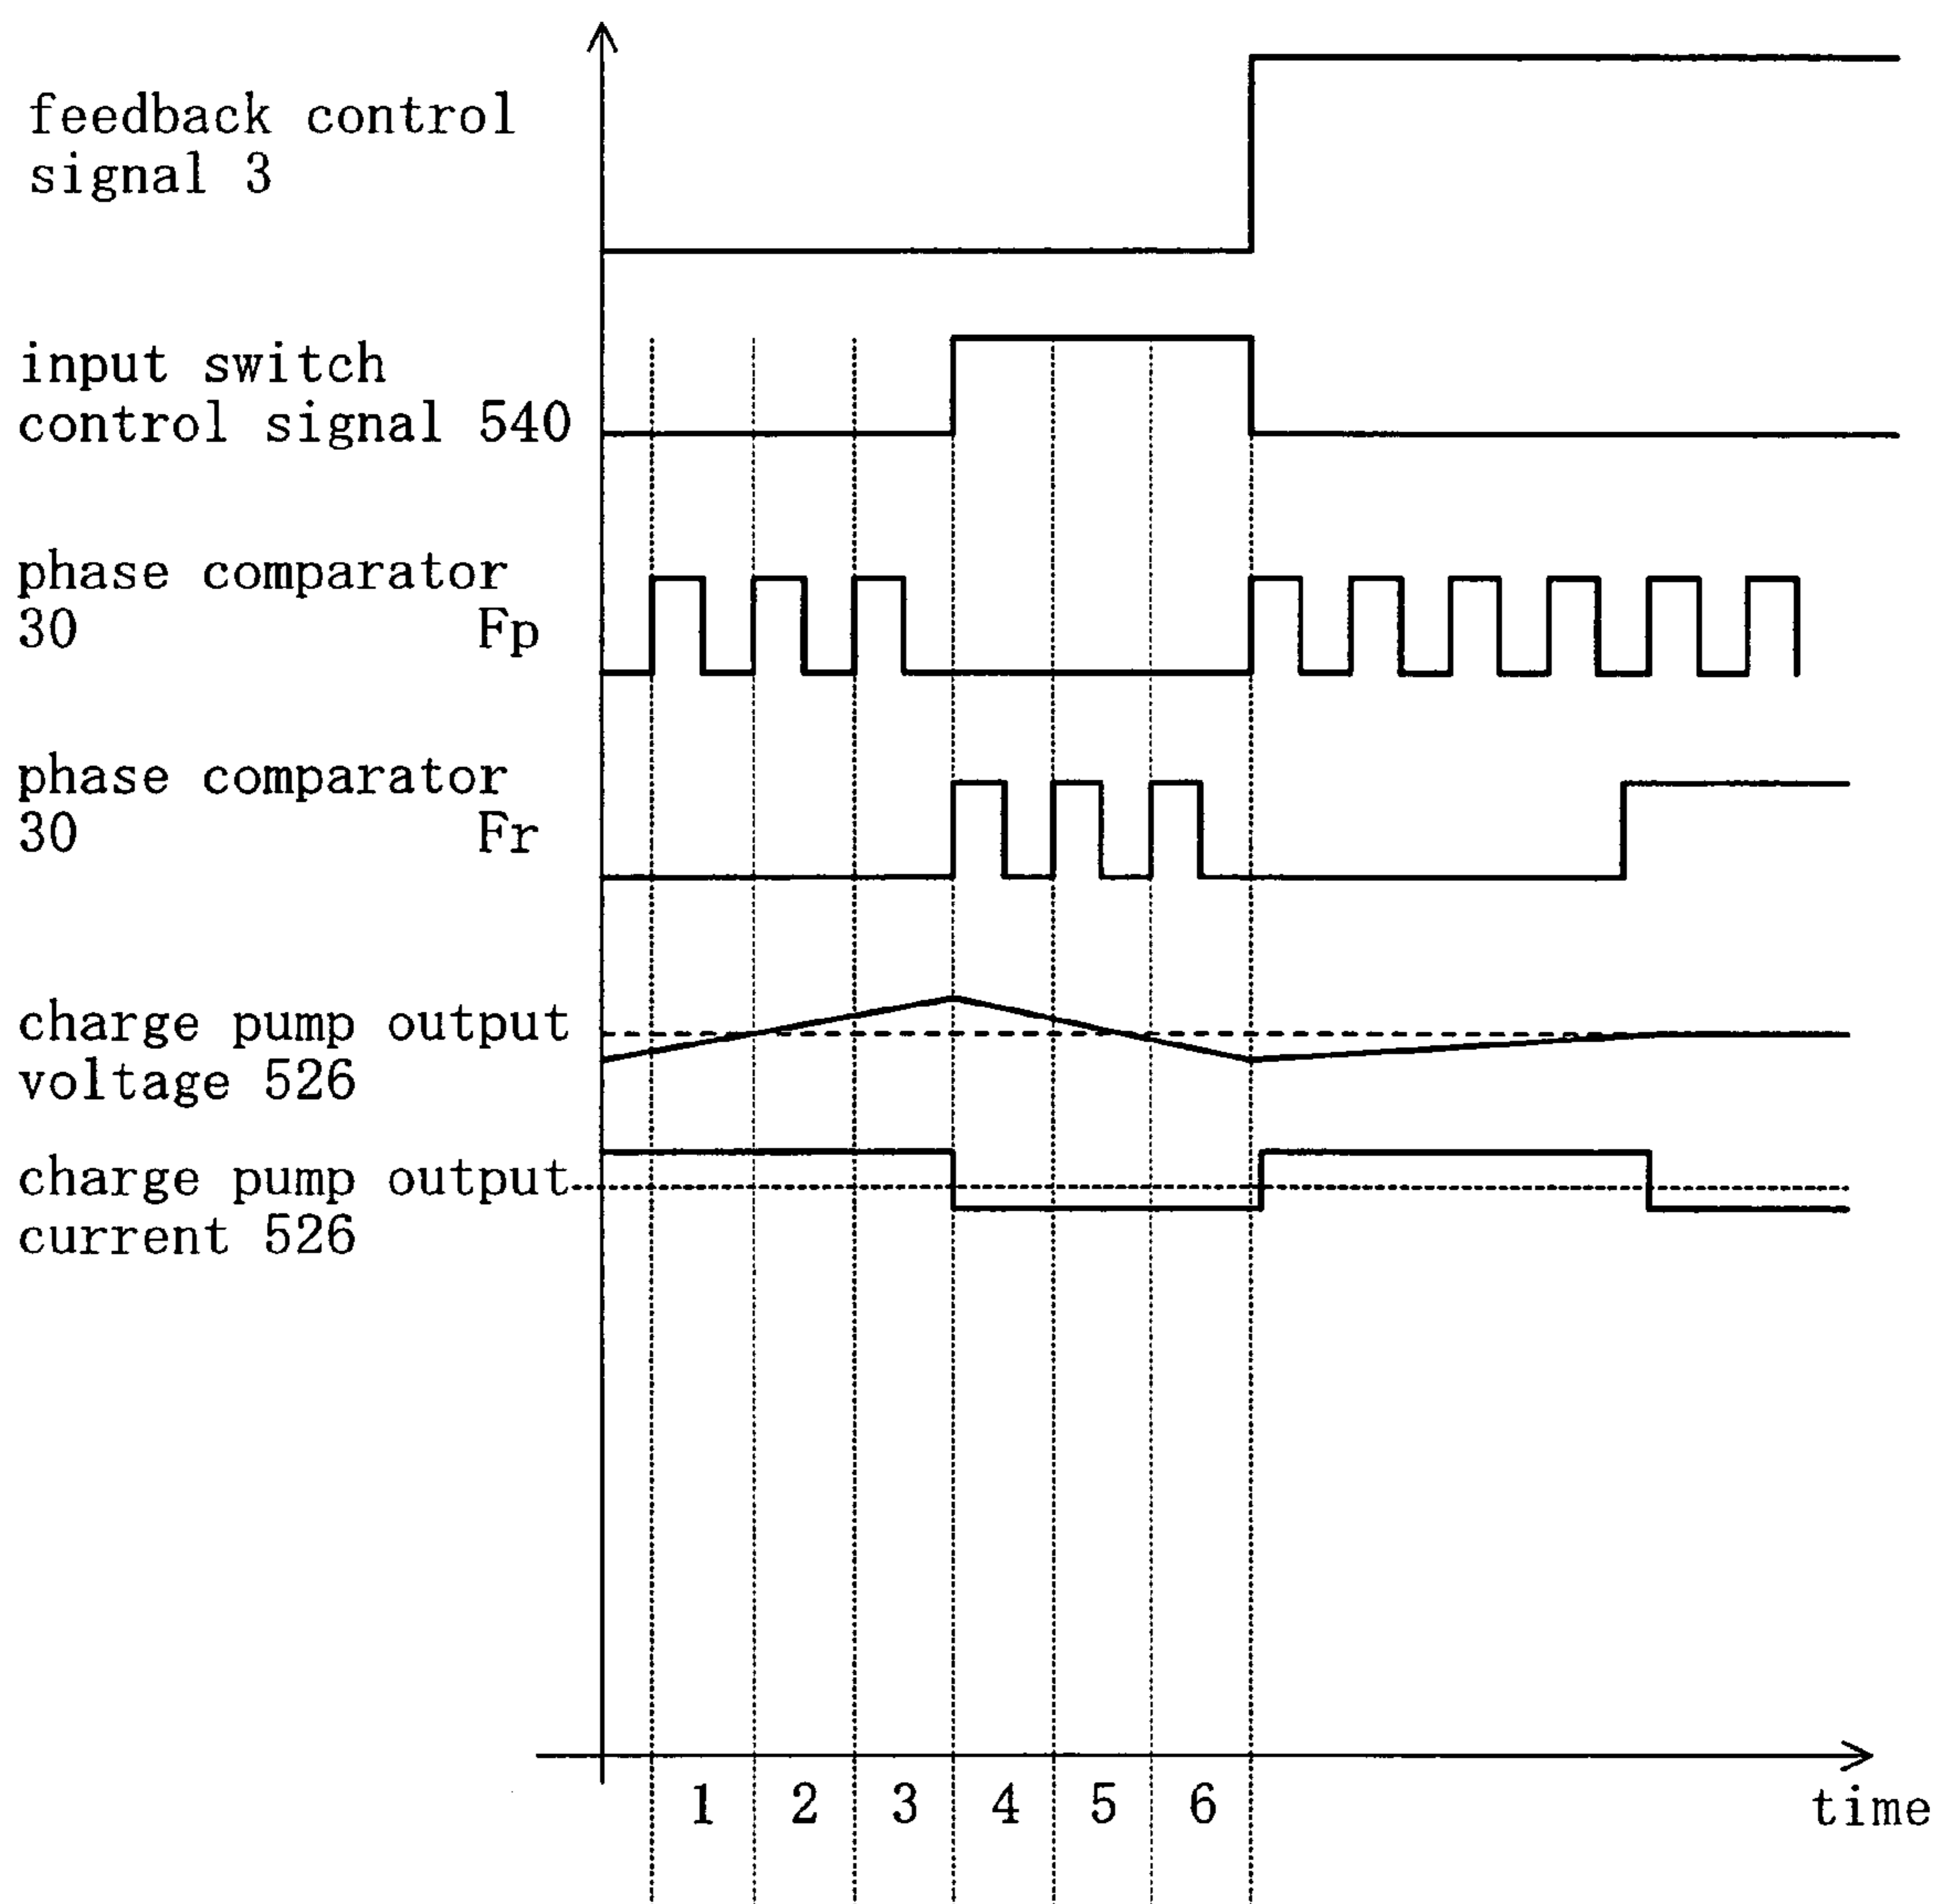 feedback control
signal 3
input switch
control signal 540
phase comparator
30 Fp
phase comparator
30 Fr
charge pump output
voltage 526
charge pump output
current 526
1 2 3 4 5 6
time